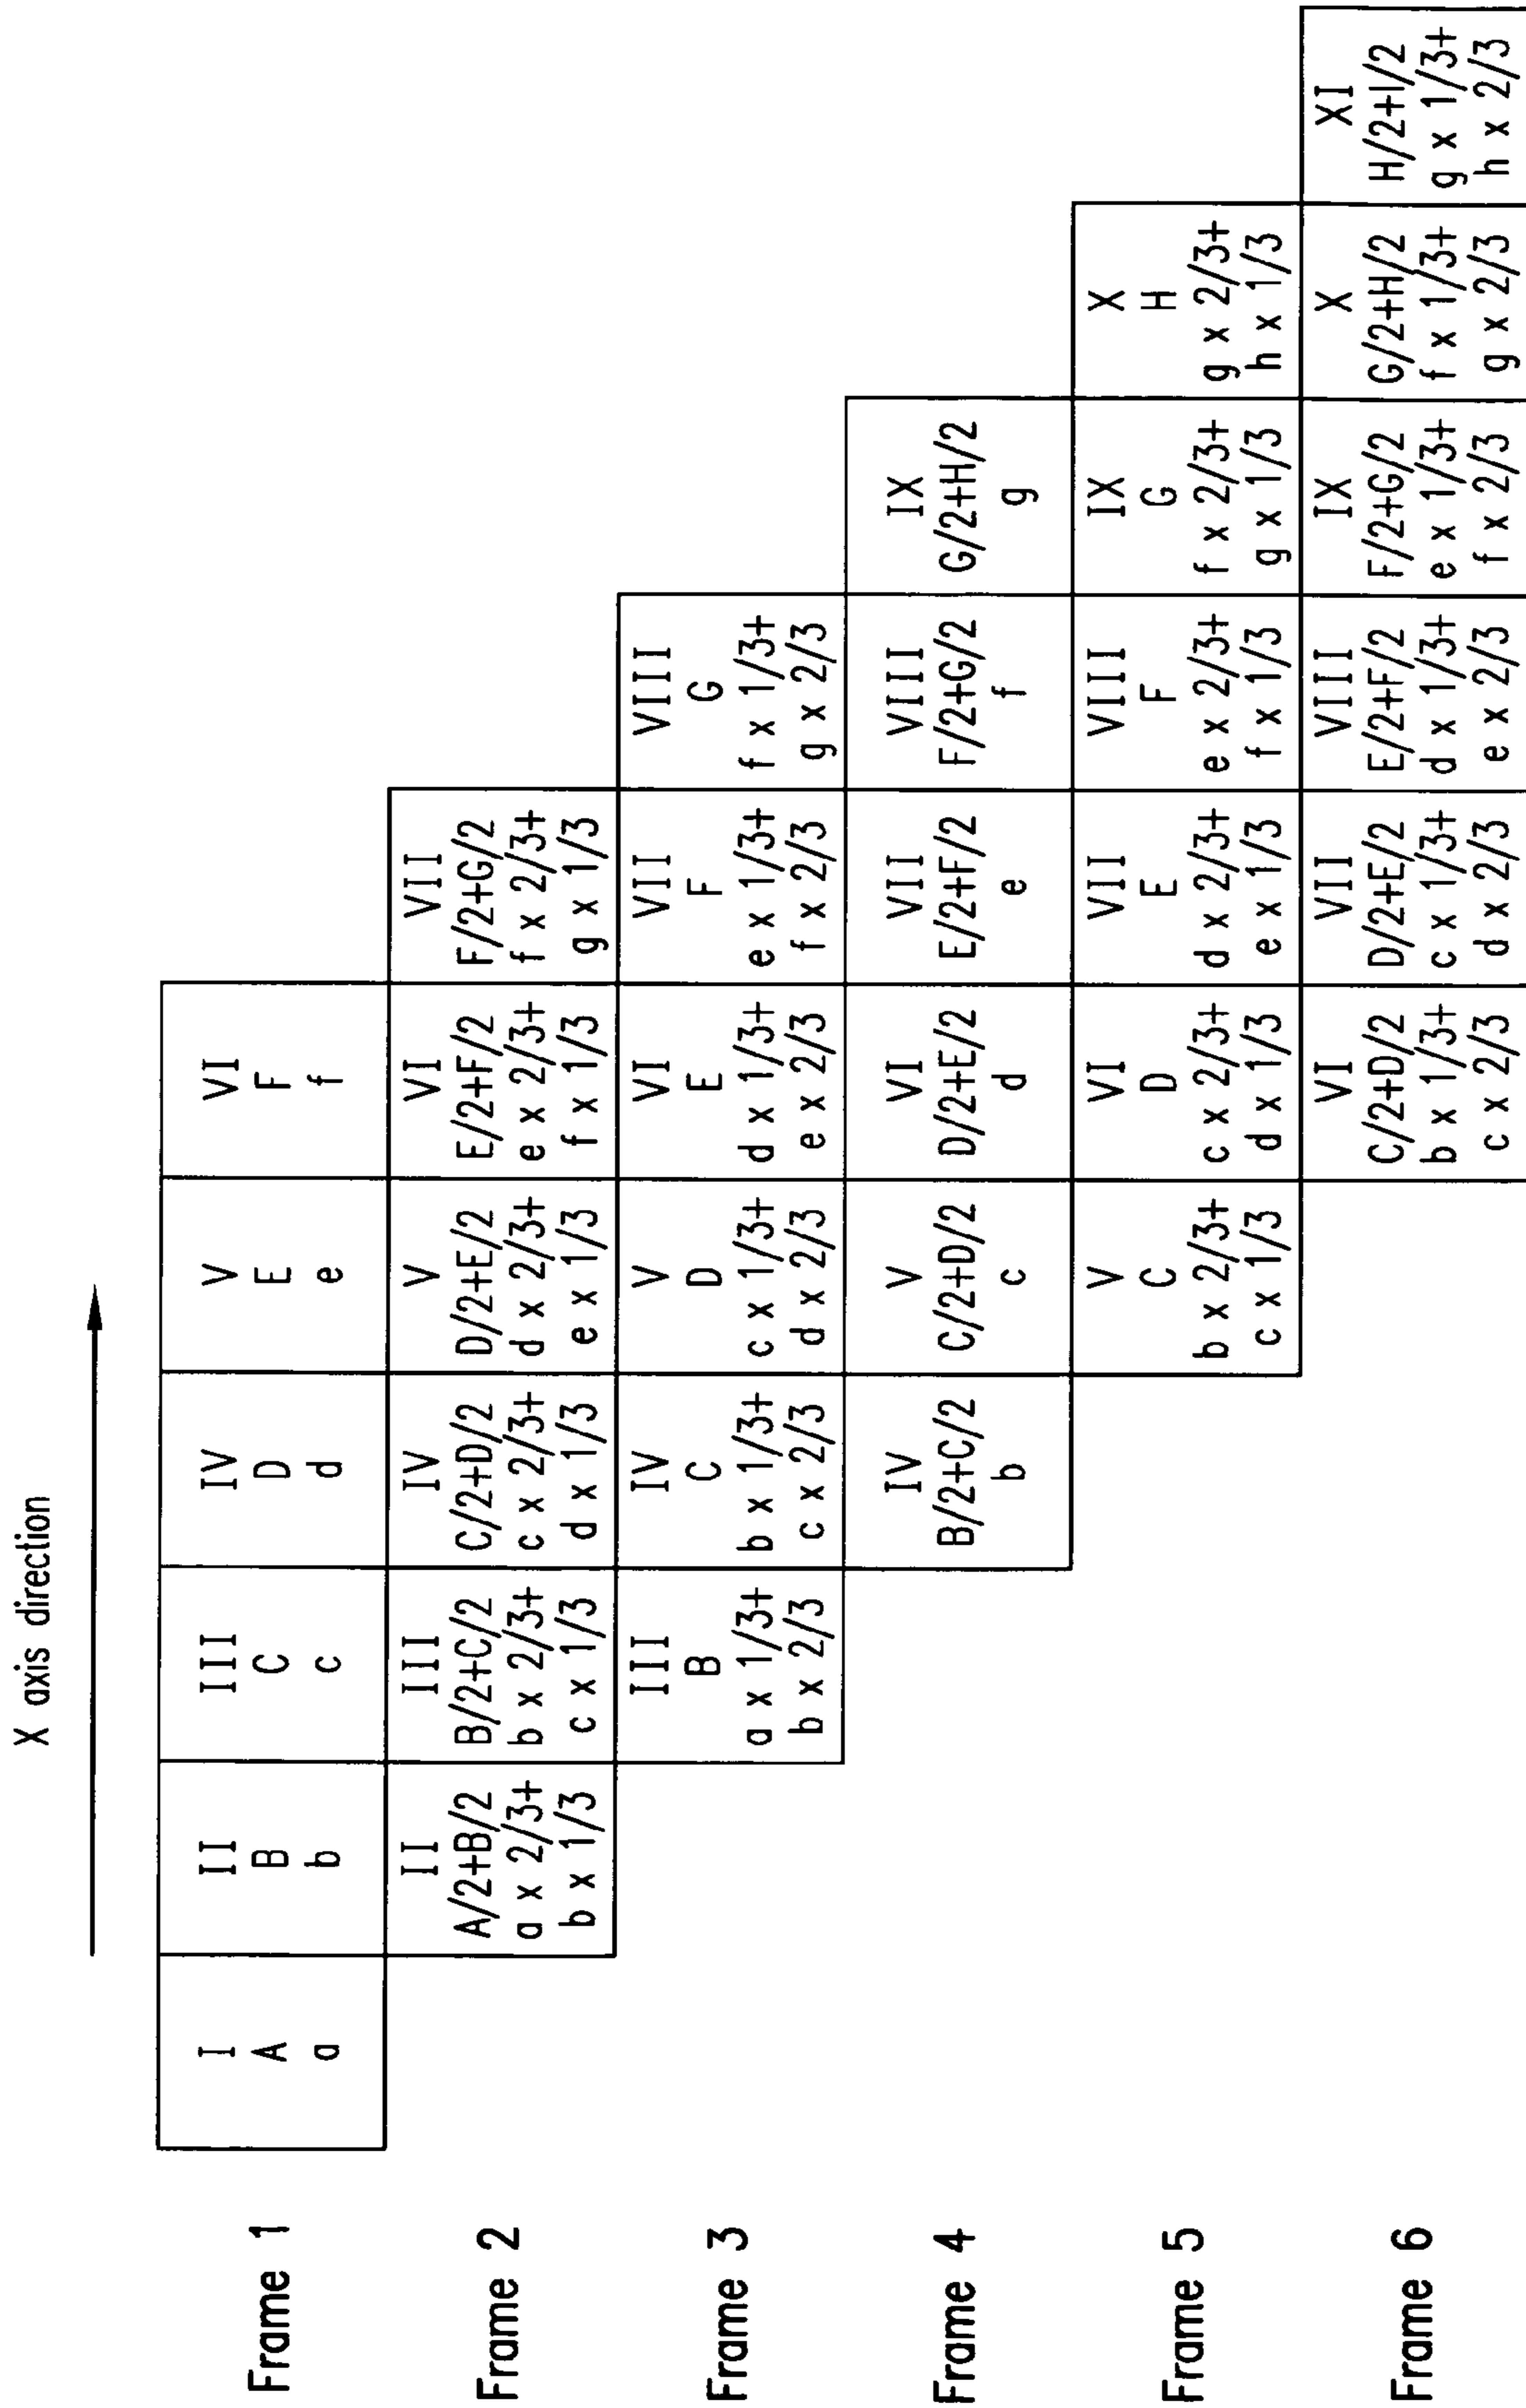 X axis direction
Frame 1
I
A
a
II
B
b
III
C
c
IV
D
d
V
E
e
VI
F
f
Frame 2
II
A/2+B/2
a x 2/3+
b x 1/3
III
B/2+C/2
b x 2/3+
c x 1/3
IV
C/2+D/2
c x 2/3+
d x 1/3
V
D/2+E/2
d x 2/3+
e x 1/3
VI
E/2+F/2
e x 2/3+
f x 1/3
VII
F/2+G/2
f x 2/3+
g x 1/3
Frame 3
III
B
a x 1/3+
b x 2/3
IV
C
b x 1/3+
c x 2/3
V
D
c x 1/3+
d x 2/3
VI
E
d x 1/3+
e x 2/3
VII
F
e x 1/3+
f x 2/3
VIII
G
f x 1/3+
g x 2/3
Frame 4
IV
B/2+C/2
b
V
C/2+D/2
c
VI
D/2+E/2
d
VII
E/2+F/2
e
VIII
F/2+G/2
f
IX
G/2+H/2
g
Frame 5
V
C
b x 2/3+
c x 1/3
VI
D
c x 2/3+
d x 1/3
VII
E
d x 2/3+
e x 1/3
VIII
F
e x 2/3+
f x 1/3
IX
G
f x 2/3+
g x 1/3
X
H
g x 2/3+
h x 1/3
Frame 6
VI
C/2+D/2
b x 1/3+
c x 2/3
VII
D/2+E/2
c x 1/3+
d x 2/3
VIII
E/2+F/2
d x 1/3+
e x 2/3
IX
F/2+G/2
e x 1/3+
f x 2/3
X
G/2+H/2
f x 1/3+
g x 2/3
XI
H/2+I/2
g x 1/3+
h x 2/3